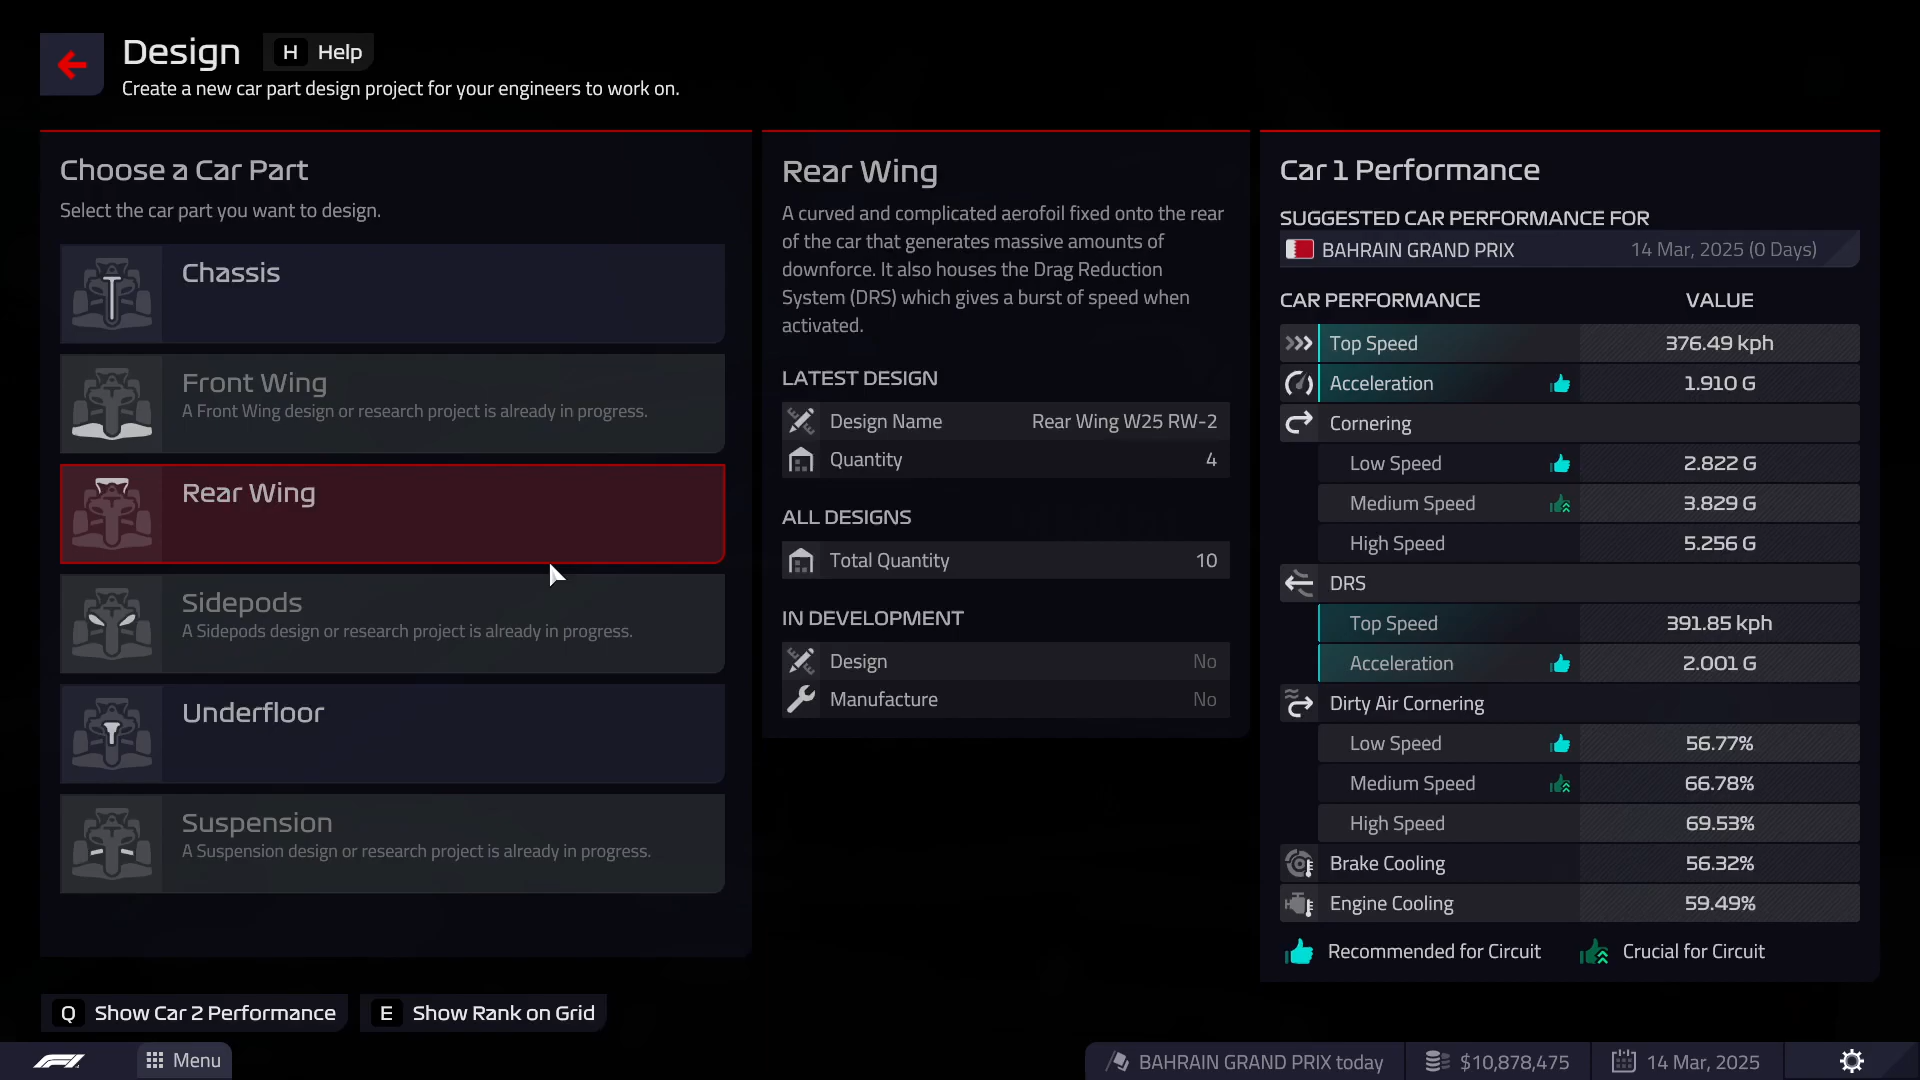 Design
H Help
Create a new car part design project for your engineers to work on.
Choose a Car Part
Select the car part you want to design.
Chassis
Front Wing
A Front Wing design or research project is already in progress.
Rear Wing
Sidepods
A Sidepods design or research project is already in progress.
Underfloor
Suspension
A Suspension design or research project is already in progress.
Rear Wing
A curved and complicated aerofoil fixed onto the rear
of the car that generates massive amounts of
downforce. It also houses the Drag Reduction
System (DRS) which gives a burst of speed when
activated.
LATEST DESIGN
Design Name Rear Wing W25 RW-2
Quantity 4
ALL DESIGNS
Total Quantity 10
IN DEVELOPMENT
Design No
Manufacture No
Car 1 Performance
SUGGESTED CAR PERFORMANCE FOR
BAHRAIN GRAND PRIX 14 Mar, 2025 (0 Days)
CAR PERFORMANCE VALUE
Top Speed 376.49 kph
Acceleration 1.910 G
Cornering
Low Speed 2.822 G
Medium Speed 3.829 G
High Speed 5.256 G
DRS
Top Speed 391.85 kph
Acceleration 2.001 G
Dirty Air Cornering
Low Speed 56.77%
Medium Speed 66.78%
High Speed 69.53%
Brake Cooling 56.32%
Engine Cooling 59.49%
Recommended for Circuit Crucial for Circuit
Q Show Car 2 Performance E Show Rank on Grid
F1 Menu BAHRAIN GRAND PRIX today $10,878,475 14 Mar, 2025